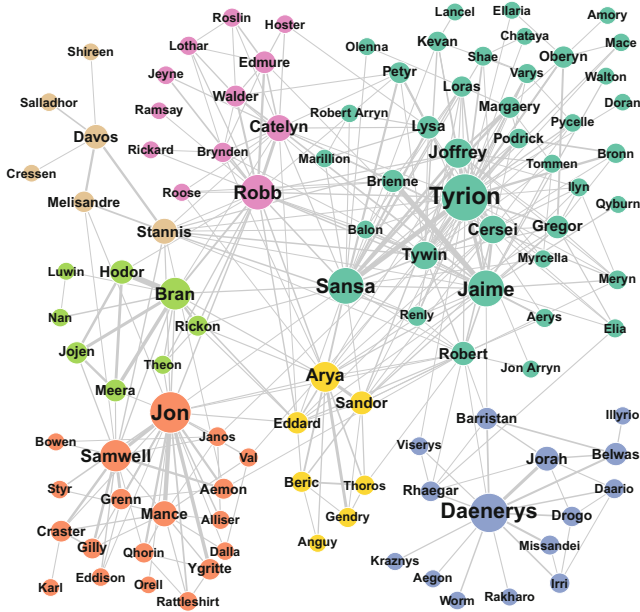 Lancel
Ellaria
Amory
Roslin
Hoster
Chataya
Kevan
Oberyn
Mace
Shireen
Lothar
Olenna
Shae
Edmure
Petyr
Varys
Walton
Jeyne
Loras
Salladhor
Walder
Margaery
Doran
Ramsay
Robert Arryn
Lysa
Pycelle
Davos
Catelyn
Podrick
Rickard
Brynden
Marillion
Joffrey
Tommen
Bronn
Cressen
Brienne
Roose
Robb
Tyrion
Ilyn
Qyburn
Melisandre
Stannis
Balon
Cersei
Gregor
Tywin
Myrcella
Luwin
Hodor
Bran
Sansa
Jaime
Meryn
Nan
Rickon
Renly
Aerys
Elia
Jojen
Theon
Robert
Jon Arryn
Meera
Arya
Sandor
Jon
Eddard
Barristan
Illyrio
Bowen
Janos
Viserys
Samwell
Val
Jorah
Belwas
Styr
Grenn
Aemon
Beric
Thoros
Rhaegar
Daario
Mance
Alliser
Gendry
Daenerys
Drogo
Craster
Gilly
Qhorin
Dalla
Anguy
Missandei
Ygritte
Kraznys
Karl
Eddison
Orell
Aegon
Irri
Rattleshirt
Worm
Rakharo